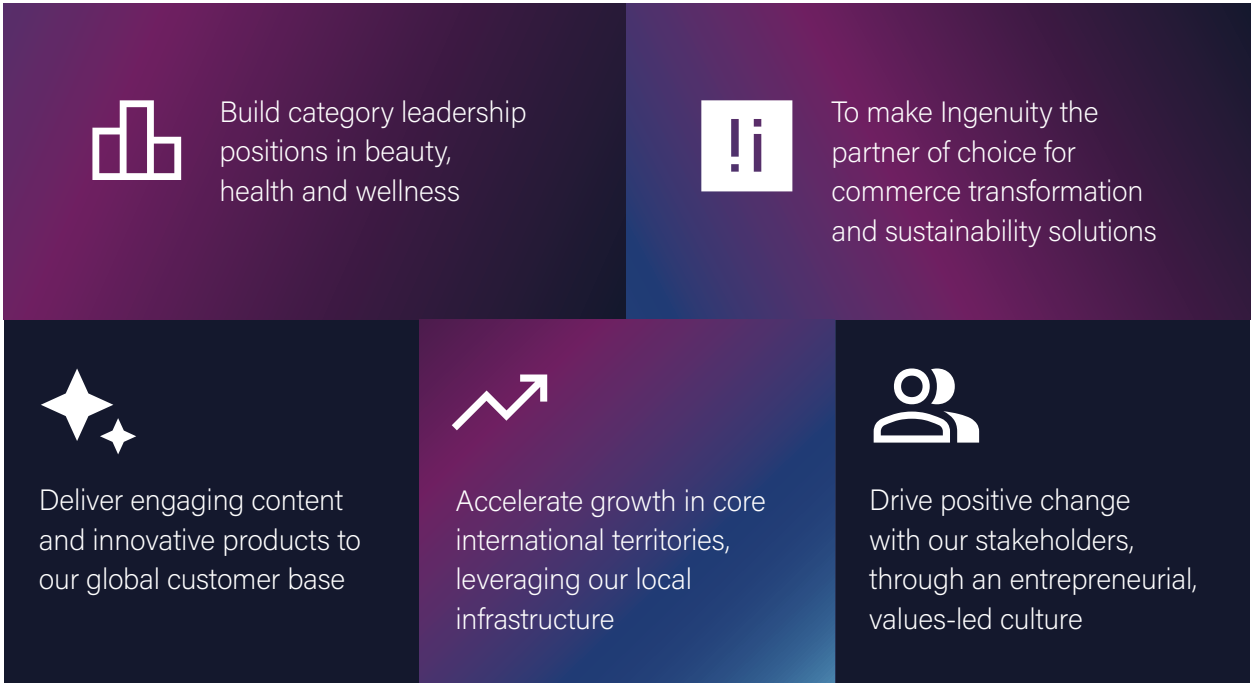 Build category leadership
positions in beauty,
health and wellness
!i
To make Ingenuity the
partner of choice for
commerce transformation
and sustainability solutions
Deliver engaging content
and innovative products to
our global customer base
Accelerate growth in core
international territories,
leveraging our local
infrastructure
Drive positive change
with our stakeholders,
through an entrepreneurial,
values-led culture